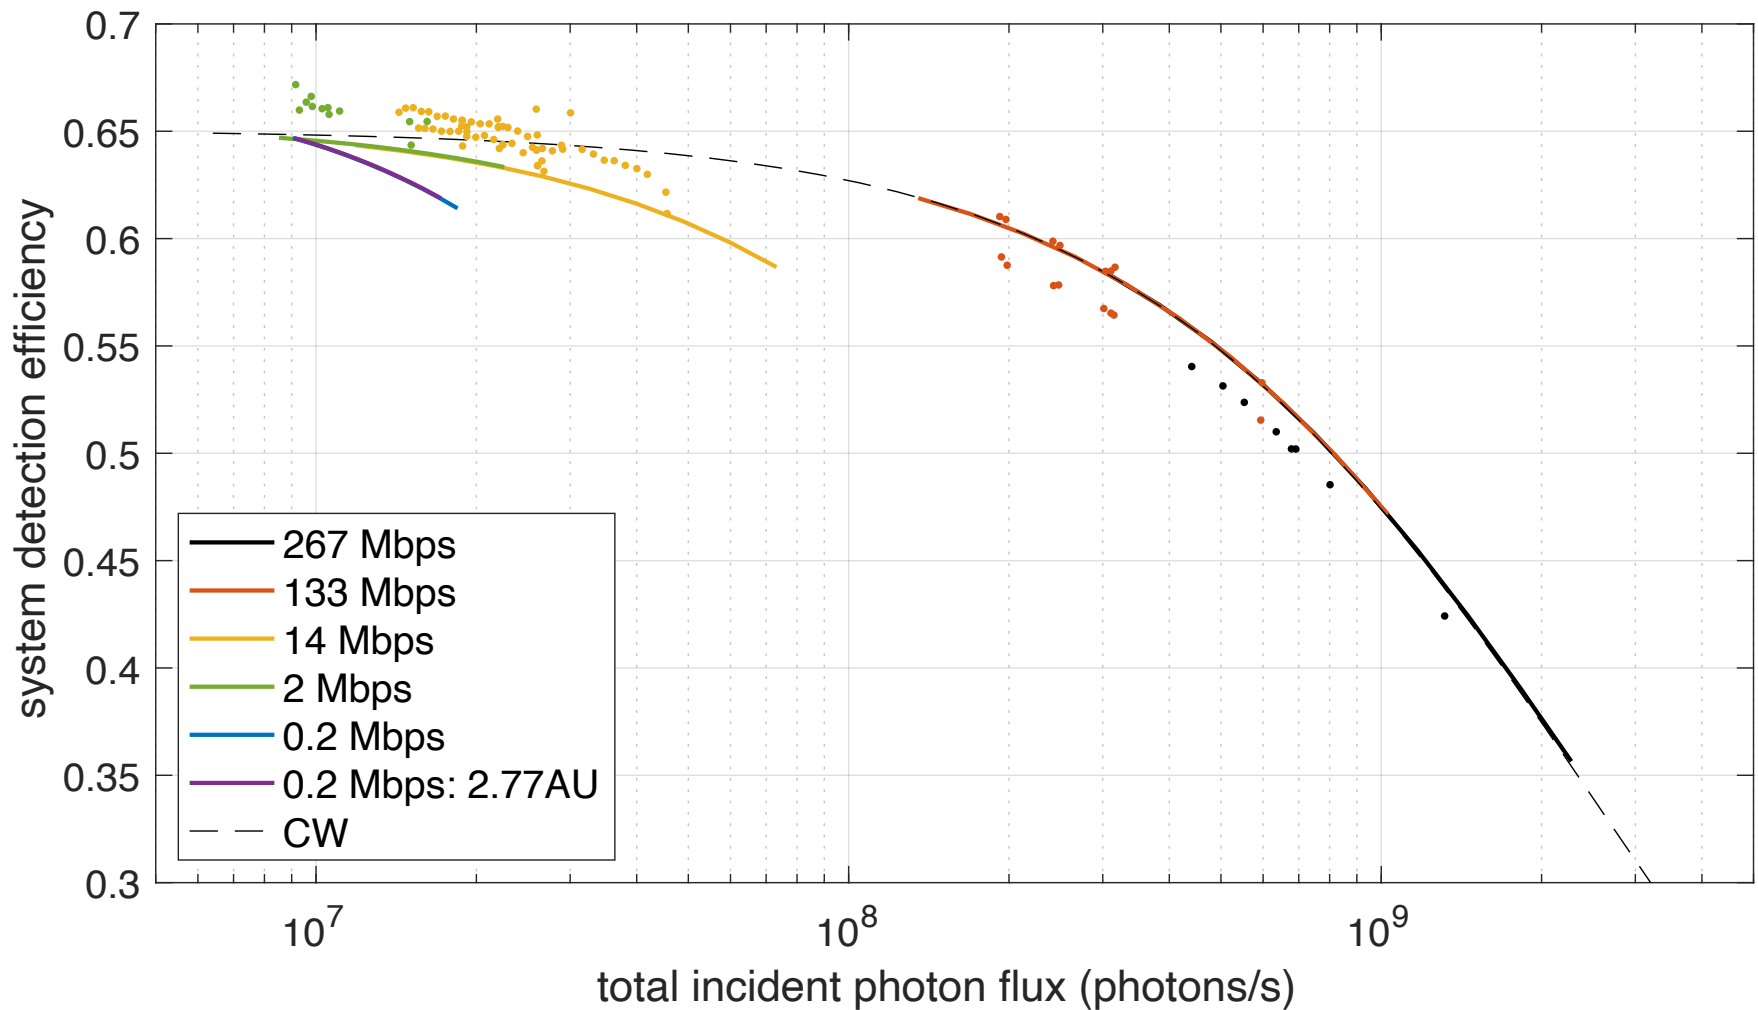 0.7
0.65
0.6
0.55
0.5
0.45
0.4
0.35
0.3
system detection efficiency
267 Mbps
133 Mbps
14 Mbps
2 Mbps
0.2 Mbps
0.2 Mbps: 2.77AU
CW
10^7 10^8 10^9
total incident photon flux (photons/s)